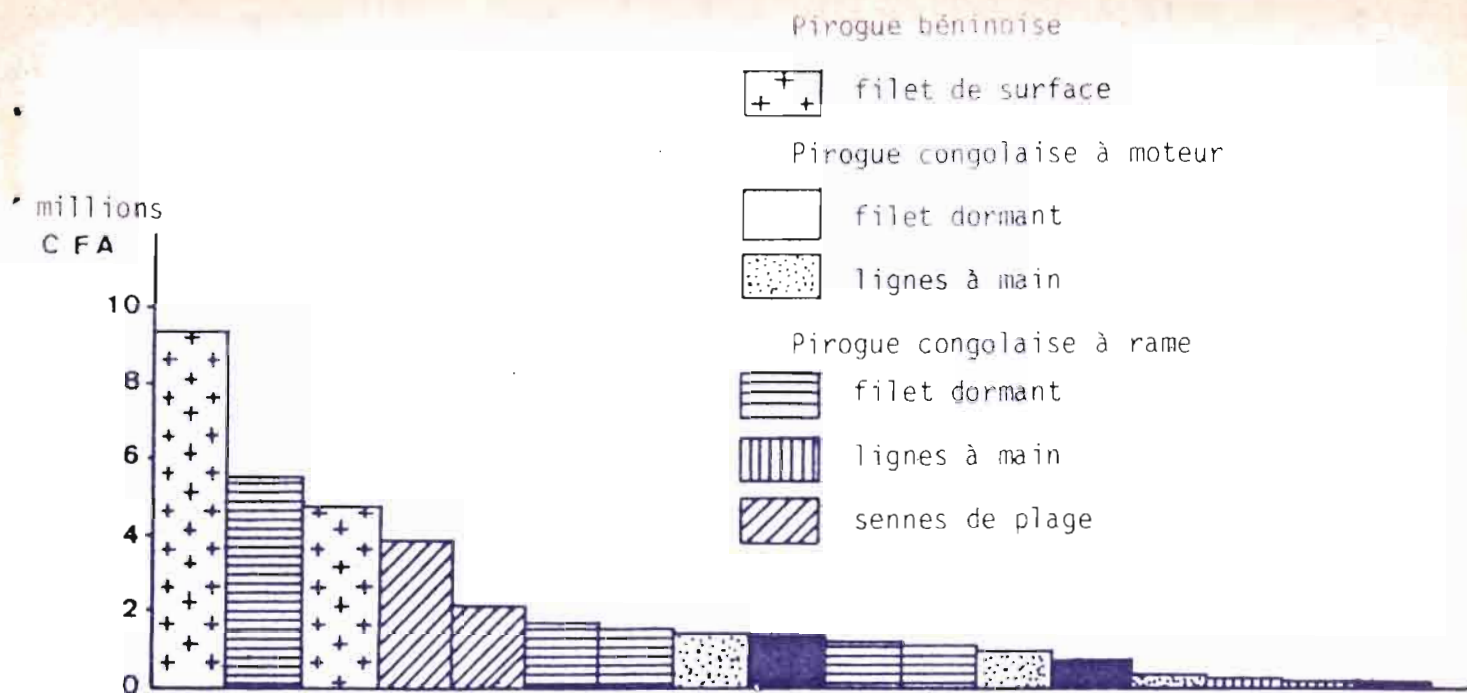 Pirogue béninoise
filet de surface
Pirogue congolaise à moteur
filet dormant
lignes à main
Pirogue congolaise à rame
filet dormant
lignes à main
sennes de plage
millions
C F A
10
8
6
4
2
0